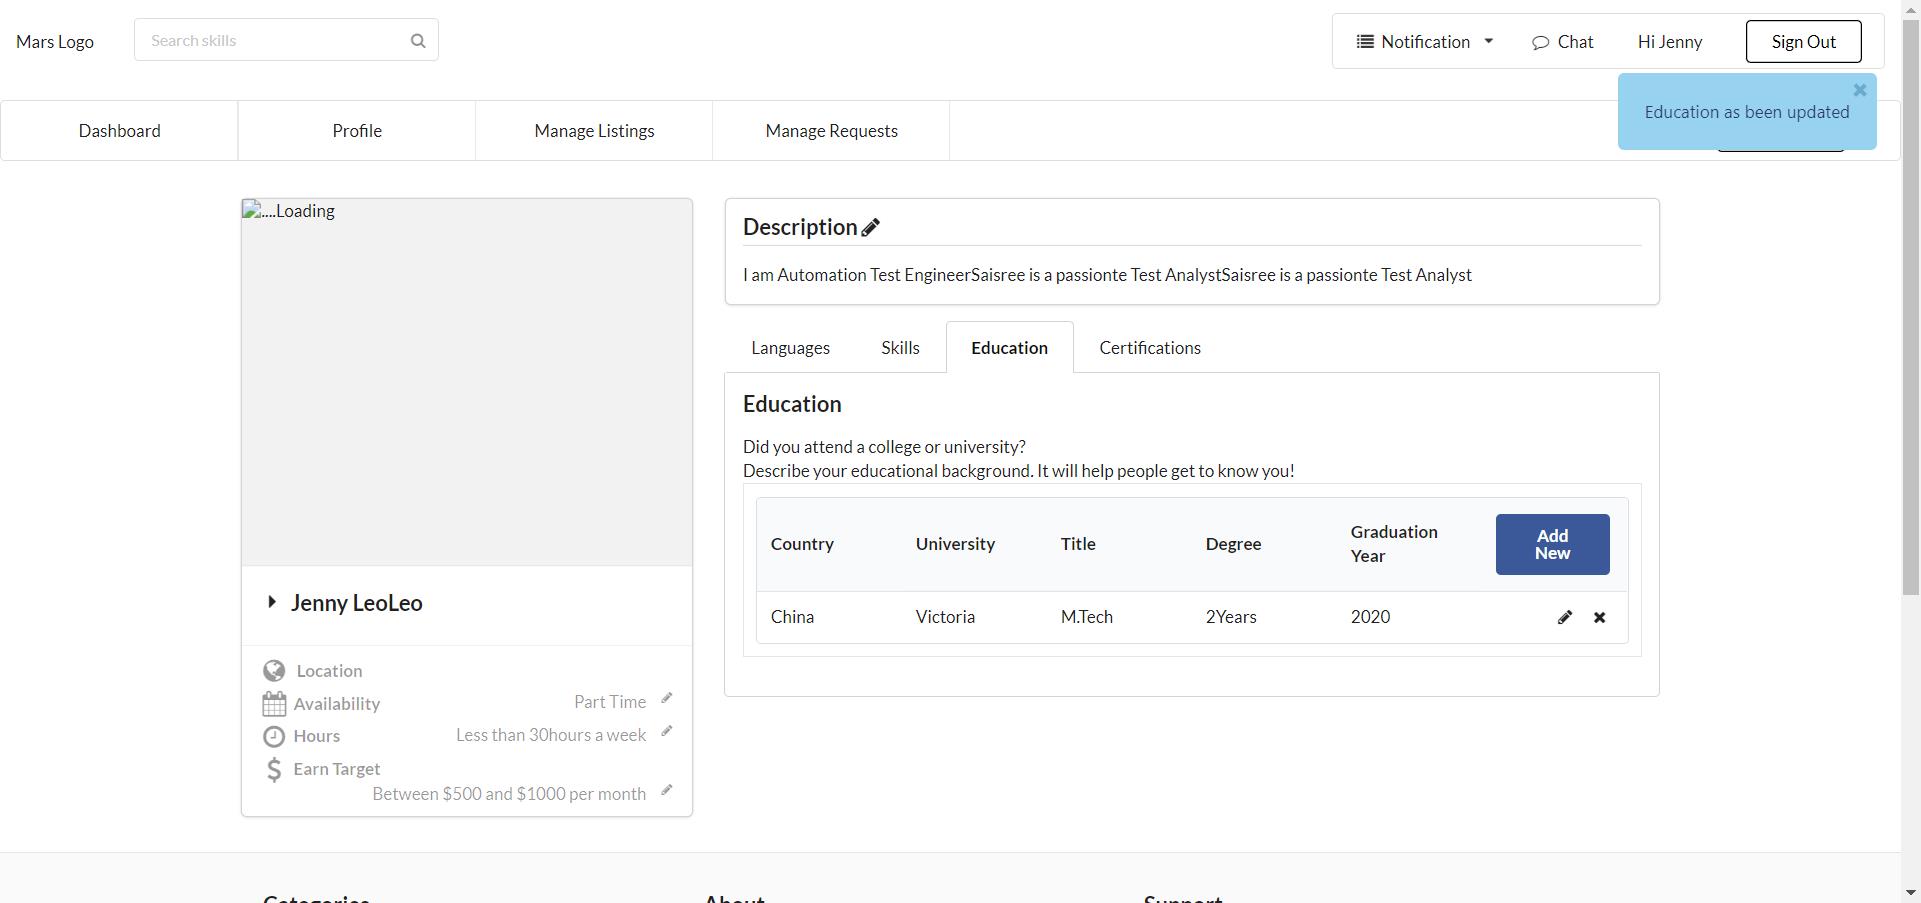 Mars Logo
Search skills
Notification
Chat
Hi Jenny
Sign Out
Education as been updated
Dashboard
Profile
Manage Listings
Manage Requests
....Loading
Jenny LeoLeo
Location
Availability
Part Time
Hours
Less than 30hours a week
Earn Target
Between $500 and $1000 per month
Description
I am Automation Test EngineerSaisree is a passionte Test AnalystSaisree is a passionte Test Analyst
Languages
Skills
Education
Certifications
Education
Did you attend a college or university?
Describe your educational background. It will help people get to know you!
Country
University
Title
Degree
Graduation
Year
Add
New
China
Victoria
M.Tech
2Years
2020
Categories
About
Support